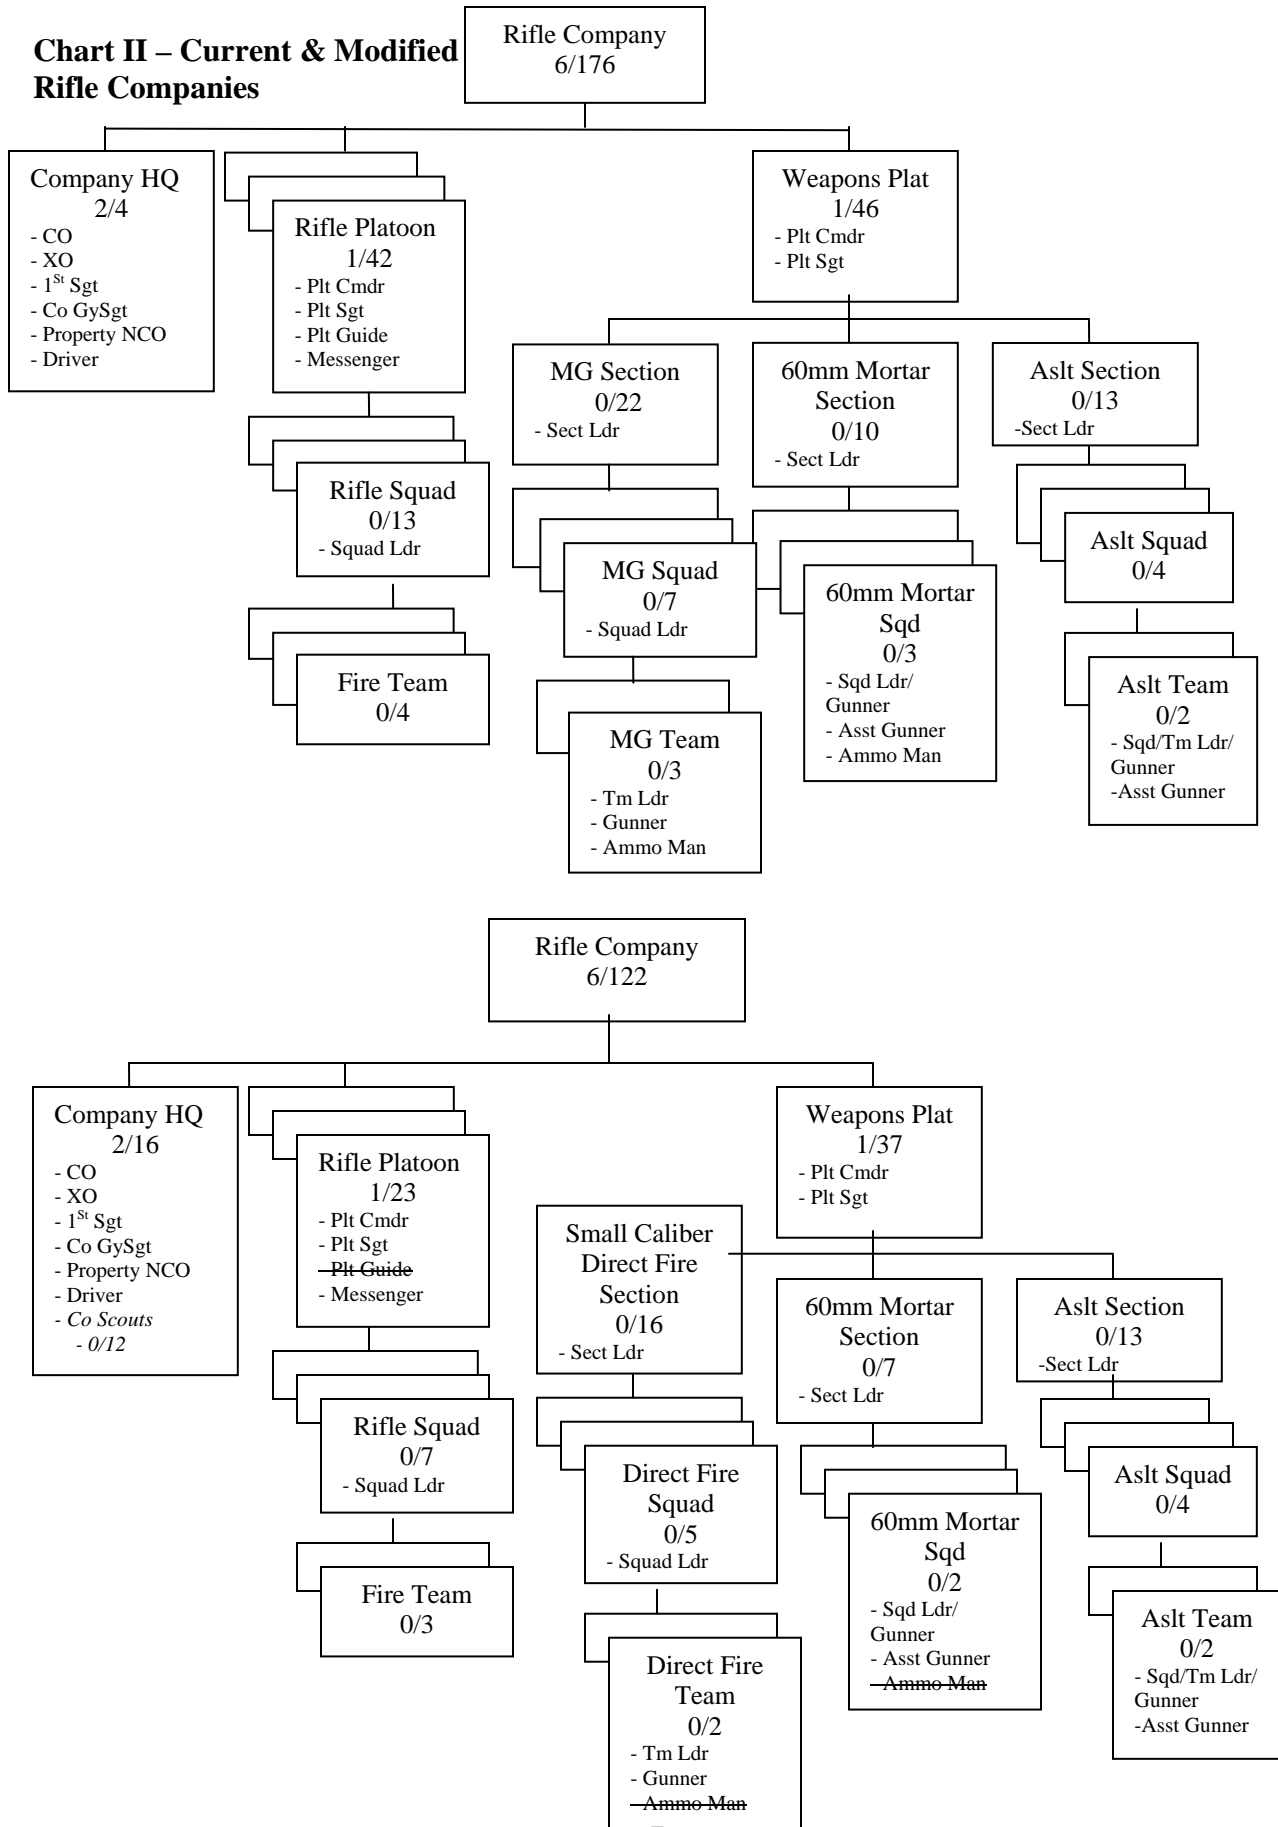 Chart II – Current & Modified
Rifle Companies
Rifle Company
6/176
Company HQ
2/4
- CO
- XO
- 1St Sgt
- Co GySgt
- Property NCO
- Driver
Rifle Platoon
1/42
- Plt Cmdr
- Plt Sgt
- Plt Guide
- Messenger
Rifle Squad
0/13
- Squad Ldr
Fire Team
0/4
Weapons Plat
1/46
- Plt Cmdr
- Plt Sgt
MG Section
0/22
- Sect Ldr
MG Squad
0/7
- Squad Ldr
MG Team
0/3
- Tm Ldr
- Gunner
- Ammo Man
60mm Mortar
Section
0/10
- Sect Ldr
60mm Mortar
Sqd
0/3
- Sqd Ldr/
Gunner
- Asst Gunner
- Ammo Man
Aslt Section
0/13
-Sect Ldr
Aslt Squad
0/4
Aslt Team
0/2
- Sqd/Tm Ldr/
Gunner
-Asst Gunner
Rifle Company
6/122
Company HQ
2/16
- CO
- XO
- 1St Sgt
- Co GySgt
- Property NCO
- Driver
- Co Scouts
- 0/12
Rifle Platoon
1/23
- Plt Cmdr
- Plt Sgt
- Plt Guide
- Messenger
Rifle Squad
0/7
- Squad Ldr
Fire Team
0/3
Weapons Plat
1/37
- Plt Cmdr
- Plt Sgt
Small Caliber
Direct Fire
Section
0/16
- Sect Ldr
Direct Fire
Squad
0/5
- Squad Ldr
Direct Fire
Team
0/2
- Tm Ldr
- Gunner
- Ammo Man
60mm Mortar
Section
0/7
- Sect Ldr
60mm Mortar
Sqd
0/2
- Sqd Ldr/
Gunner
- Asst Gunner
- Ammo Man
Aslt Section
0/13
-Sect Ldr
Aslt Squad
0/4
Aslt Team
0/2
- Sqd/Tm Ldr/
Gunner
-Asst Gunner